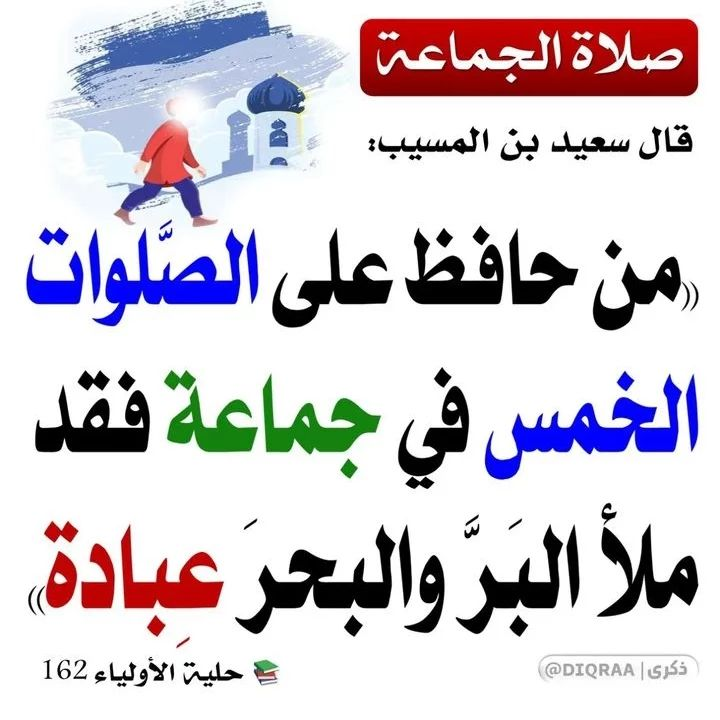 صلاة الجماعة
قال سعيد بن المسيب:
((من حافظ على الصَّلوات
الخمس في جماعة فقد
ملأ البَرَّ والبحرَ عِبادة))
📚 حلية الأولياء 162
ذكرى | DIQRAA@